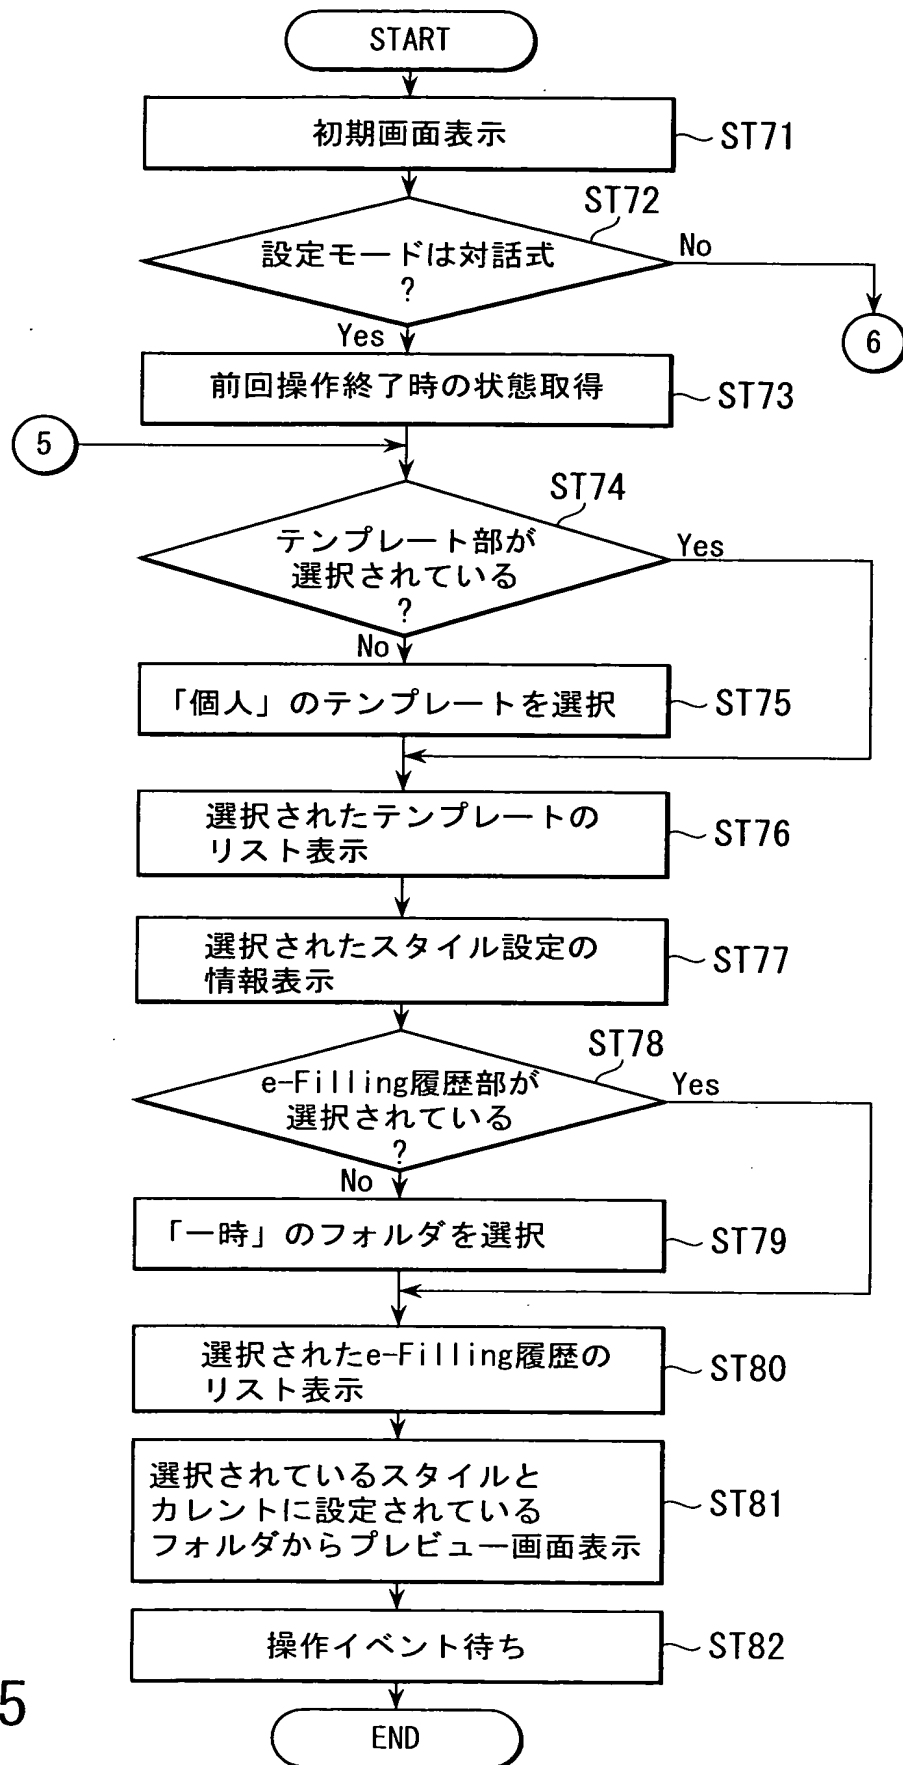 START
初期画面表示
ST71
ST72
設定モードは対話式
?
No
6
Yes
前回操作終了時の状態取得
ST73
5
ST74
テンプレート部が
選択されている
?
Yes
No
「個人」のテンプレートを選択
ST75
選択されたテンプレートの
リスト表示
ST76
選択されたスタイル設定の
情報表示
ST77
ST78
e-Filling履歴部が
選択されている
?
Yes
No
「一時」のフォルダを選択
ST79
選択されたe-Filling履歴の
リスト表示
ST80
選択されているスタイルと
カレントに設定されている
フォルダからプレビュー画面表示
ST81
操作イベント待ち
ST82
5
END